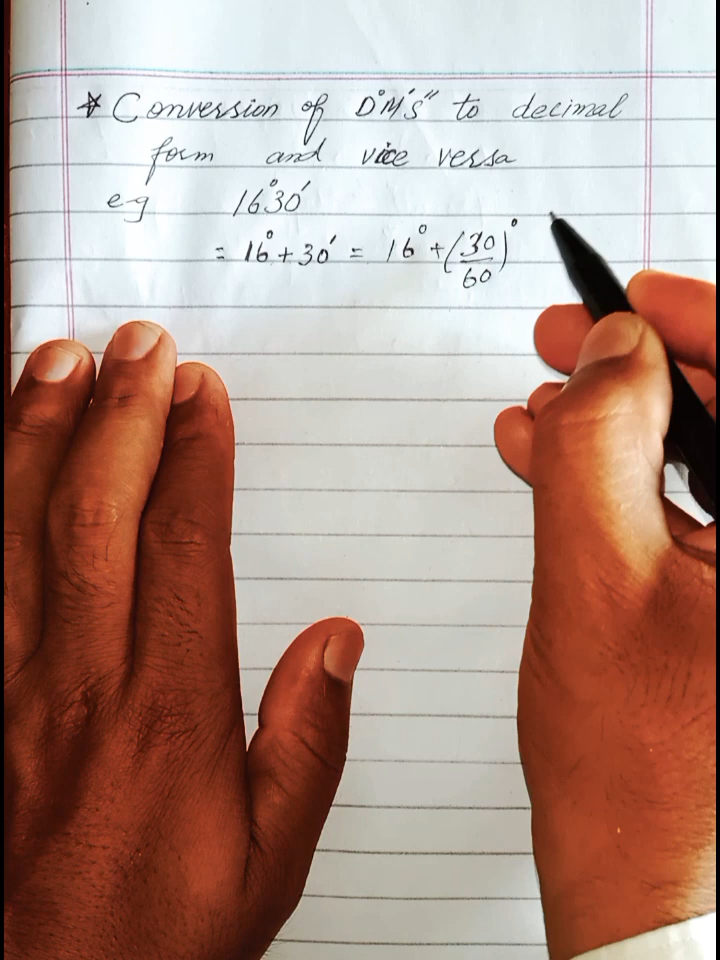 * Conversion of D°M'S" to decimal
form and vice versa
eg 16°30'
= 16° + 30' = 16° + (30/60)°